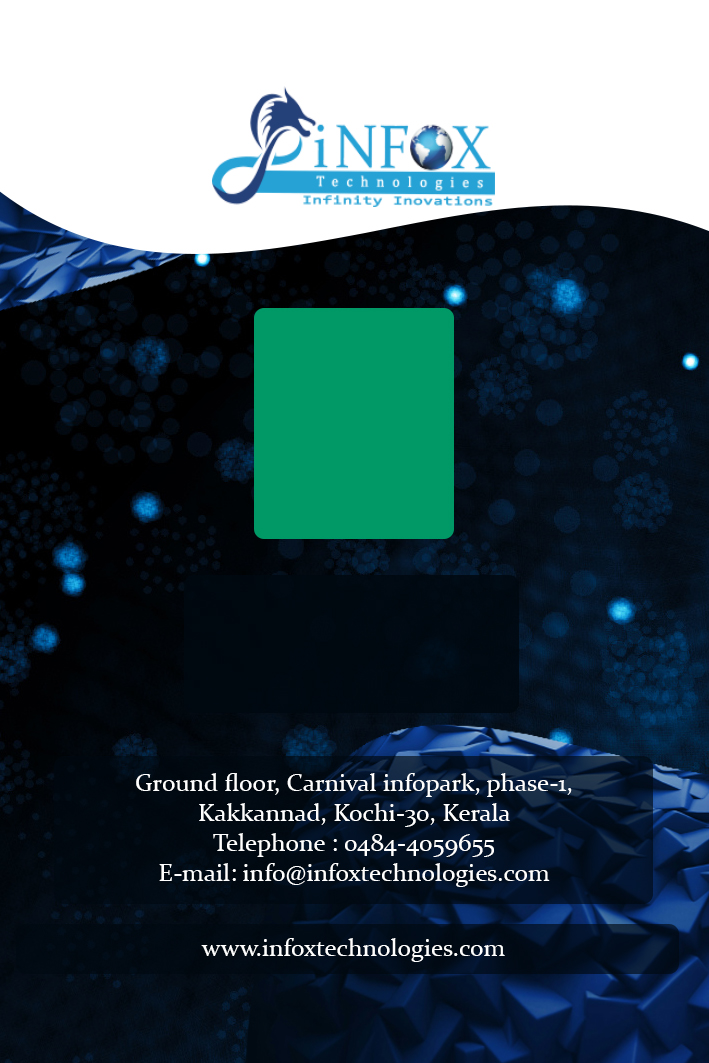 iNFOX
Technologies
Infinity Inovations
Ground floor, Carnival infopark, phase-1,
Kakkannad, Kochi-30, Kerala
Telephone : 0484-4059655
E-mail: info@infoxtechnologies.com
www.infoxtechnologies.com